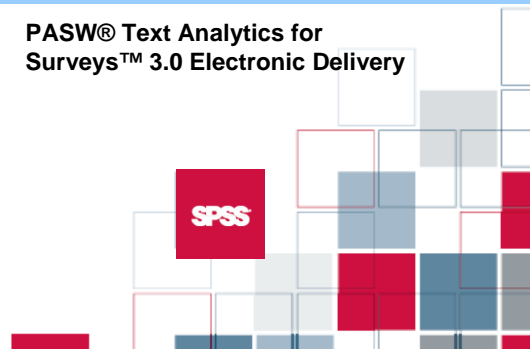 PASW® Text Analytics for
Surveys™ 3.0 Electronic Delivery
SPSS